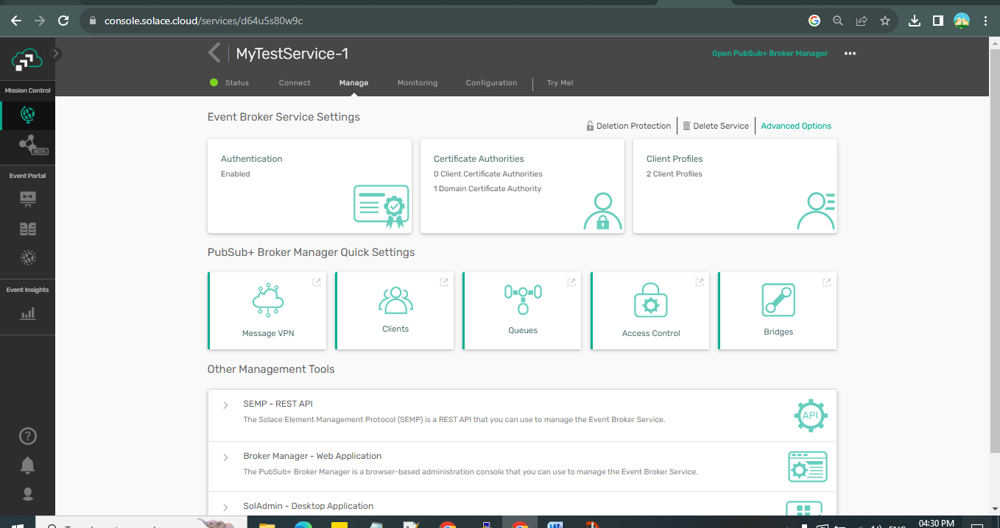 console.solace.cloud/services/d64u5s80w9c
MyTestService-1
Open PubSub+ Broker Manager
Status Connect Manage Monitoring Configuration Try Me!
Mission Control
BETA
Event Portal
Event Insights
Event Broker Service Settings
Deletion Protection Delete Service Advanced Options
Authentication
Enabled
Certificate Authorities
0 Client Certificate Authorities
1 Domain Certificate Authority
Client Profiles
2 Client Profiles
PubSub+ Broker Manager Quick Settings
Message VPN
Clients
Queues
Access Control
Bridges
Other Management Tools
SEMP - REST API
The Solace Element Management Protocol (SEMP) is a REST API that you can use to manage the Event Broker Service.
API
Broker Manager - Web Application
The PubSub+ Broker Manager is a browser-based administration console that you can use to manage the Event Broker Service.
SolAdmin - Desktop Application
04:30 PM